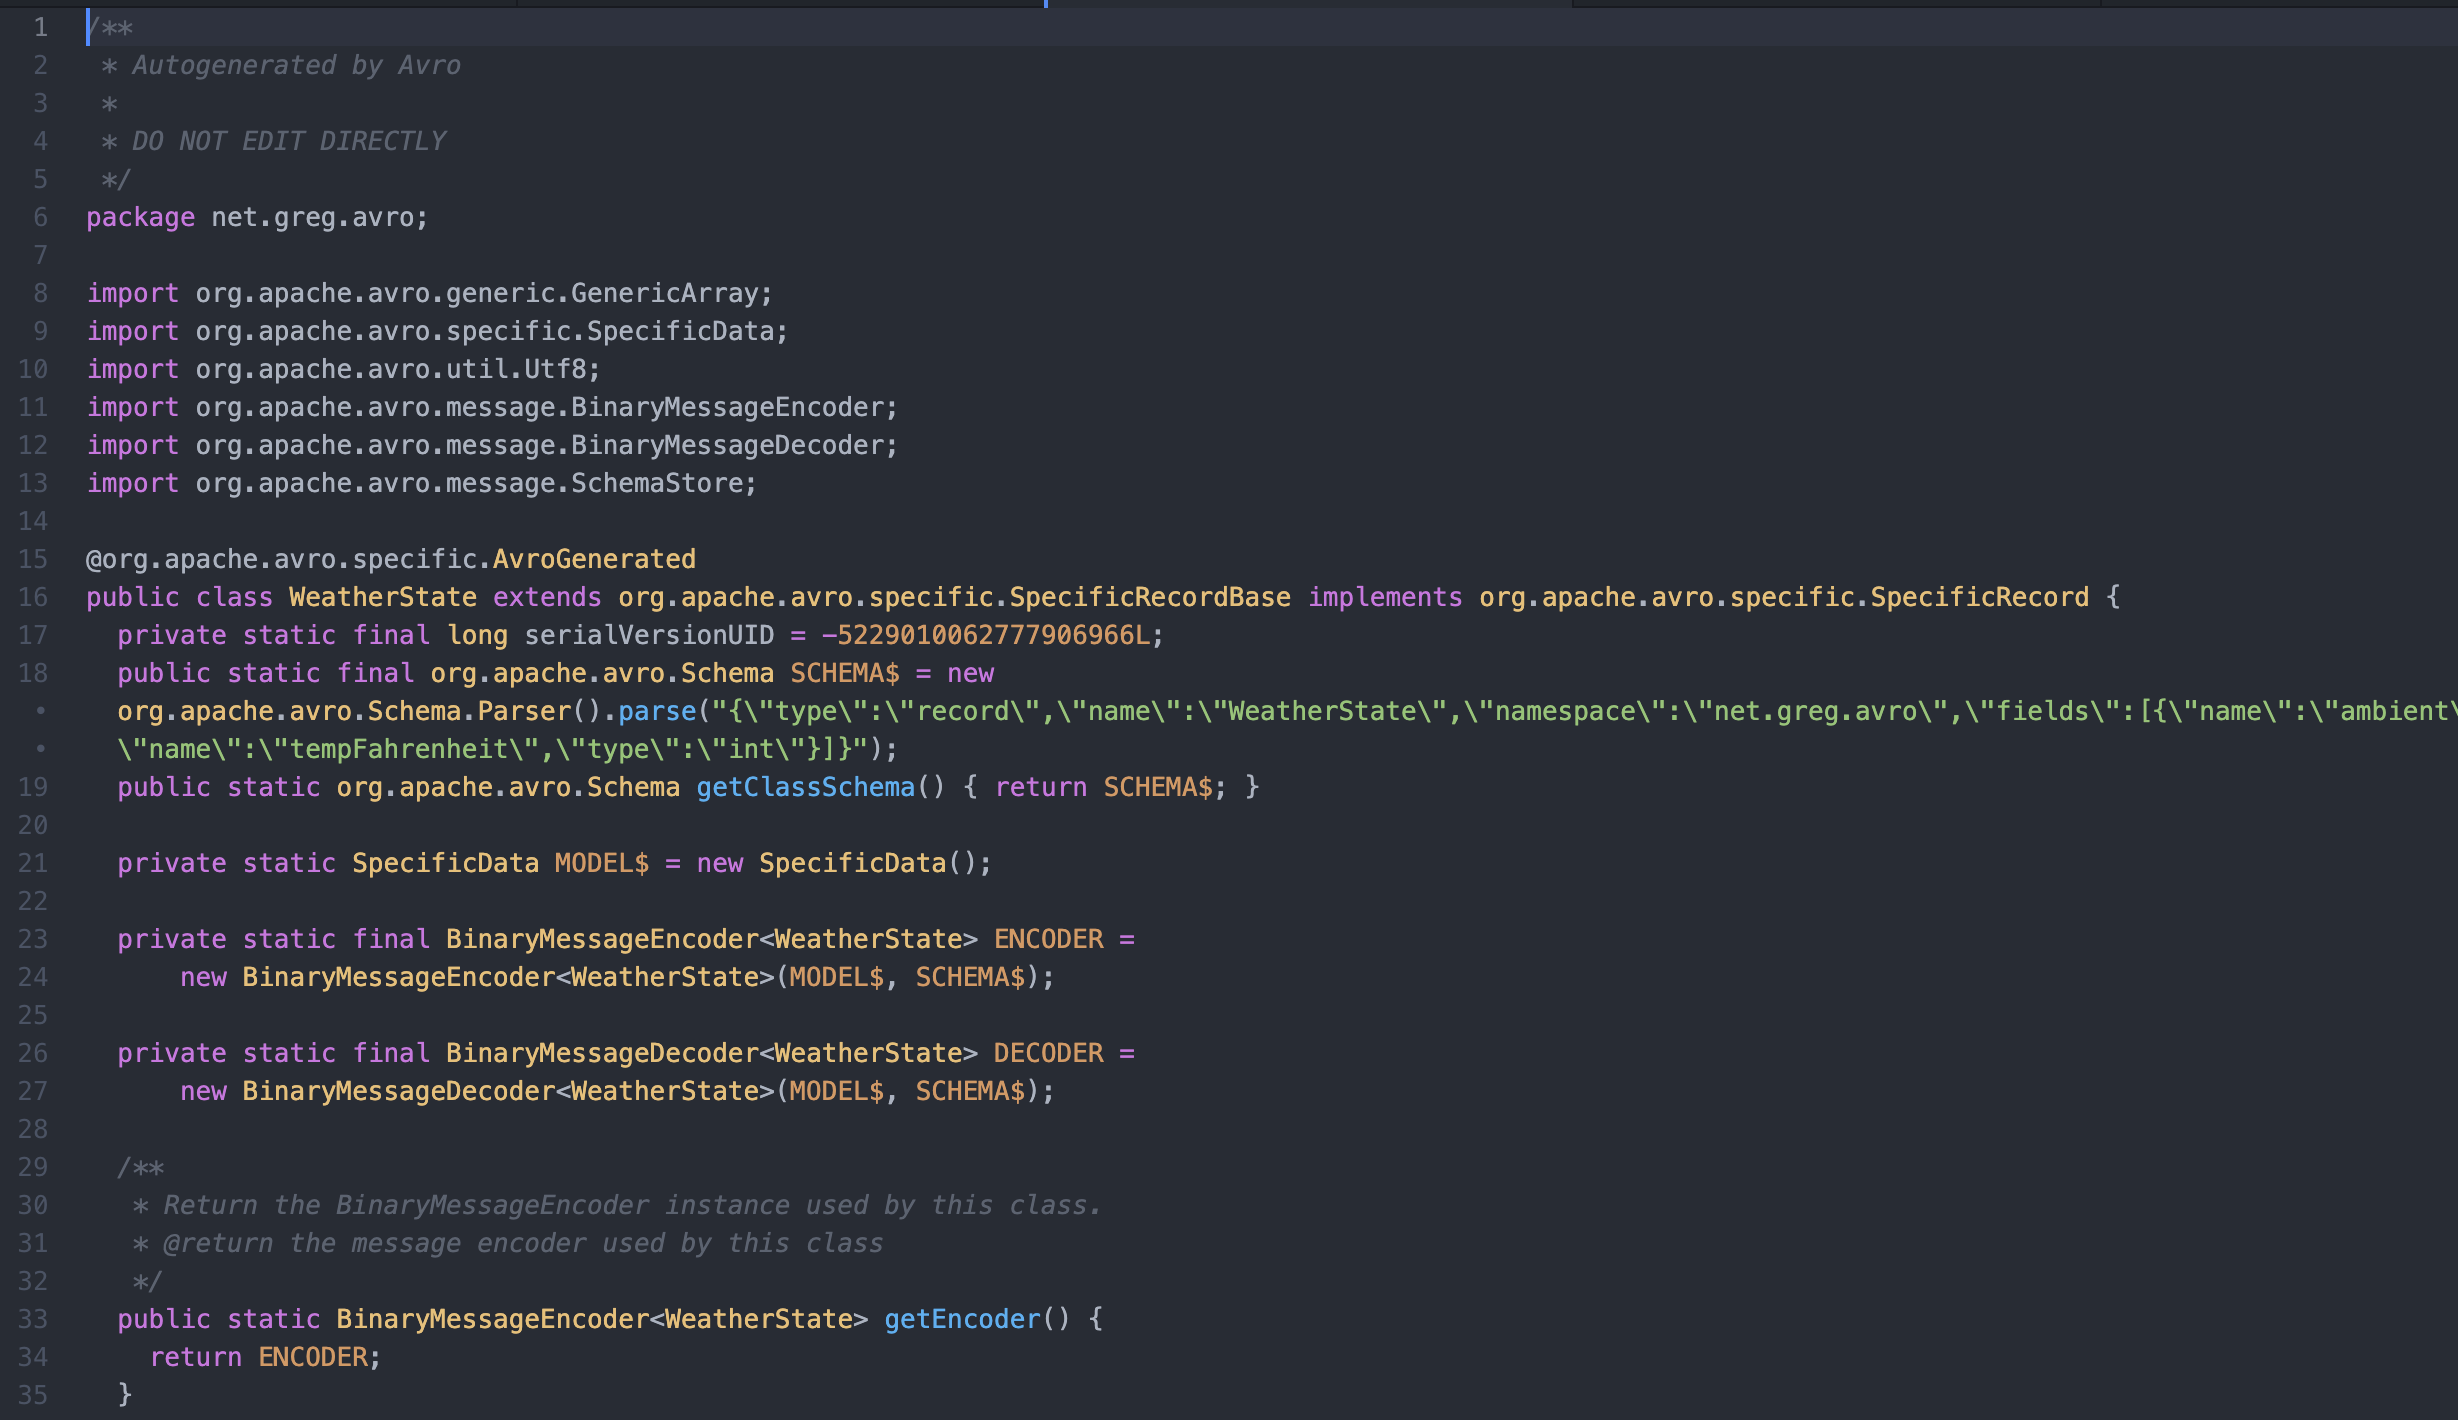 1 /**
2  * Autogenerated by Avro
3  *
4  * DO NOT EDIT DIRECTLY
5  */
6 package net.greg.avro;
7
8 import org.apache.avro.generic.GenericArray;
9 import org.apache.avro.specific.SpecificData;
10 import org.apache.avro.util.Utf8;
11 import org.apache.avro.message.BinaryMessageEncoder;
12 import org.apache.avro.message.BinaryMessageDecoder;
13 import org.apache.avro.message.SchemaStore;
14
15 @org.apache.avro.specific.AvroGenerated
16 public class WeatherState extends org.apache.avro.specific.SpecificRecordBase implements org.apache.avro.specific.SpecificRecord {
17   private static final long serialVersionUID = -5229010062777906966L;
18   public static final org.apache.avro.Schema SCHEMA$ = new
•   org.apache.avro.Schema.Parser().parse("{\"type\":\"record\",\"name\":\"WeatherState\",\"namespace\":\"net.greg.avro\",\"fields\":[{\"name\":\"ambient\
•   \"name\":\"tempFahrenheit\",\"type\":\"int\"}]}");
19   public static org.apache.avro.Schema getClassSchema() { return SCHEMA$; }
20
21   private static SpecificData MODEL$ = new SpecificData();
22
23   private static final BinaryMessageEncoder<WeatherState> ENCODER =
24       new BinaryMessageEncoder<WeatherState>(MODEL$, SCHEMA$);
25
26   private static final BinaryMessageDecoder<WeatherState> DECODER =
27       new BinaryMessageDecoder<WeatherState>(MODEL$, SCHEMA$);
28
29   /**
30    * Return the BinaryMessageEncoder instance used by this class.
31    * @return the message encoder used by this class
32    */
33   public static BinaryMessageEncoder<WeatherState> getEncoder() {
34     return ENCODER;
35   }